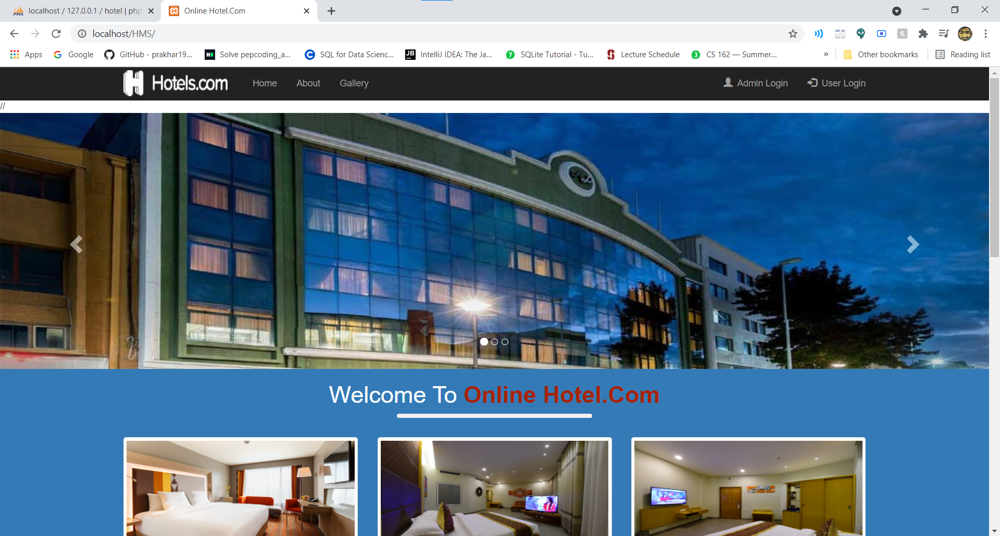 localhost / 127.0.0.1 / hotel | php
Online Hotel.Com
localhost/HMS/
Apps
Google
GitHub - prakhar19...
Solve pepcoding_a...
SQL for Data Scienc...
IntelliJ IDEA: The Ja...
SQLite Tutorial - Tu...
Lecture Schedule
CS 162 — Summer...
»
Other bookmarks
Reading list
H Hotels.com
Home
About
Gallery
Admin Login
User Login
//
Welcome To Online Hotel.Com